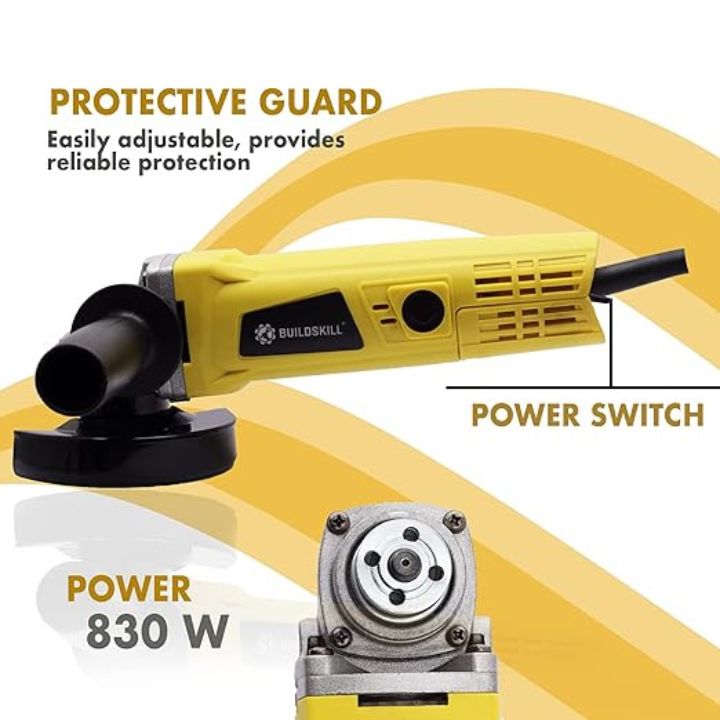 PROTECTIVE GUARD
Easily adjustable, provides
reliable protection
BUILDSKILL
POWER SWITCH
POWER
830 W